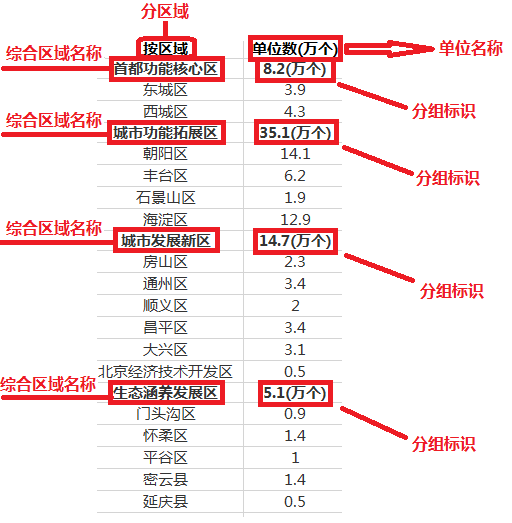 分区域
按区域 单位数(万个) 单位名称
综合区域名称 首都功能核心区 8.2(万个)
东城区 3.9
西城区 4.3 分组标识
综合区域名称 城市功能拓展区 35.1(万个)
朝阳区 14.1
丰台区 6.2 分组标识
石景山区 1.9
海淀区 12.9
综合区域名称 城市发展新区 14.7(万个)
房山区 2.3
通州区 3.4 分组标识
顺义区 2
昌平区 3.4
大兴区 3.1
北京经济技术开发区 0.5
综合区域名称 生态涵养发展区 5.1(万个)
门头沟区 0.9
怀柔区 1.4 分组标识
平谷区 1
密云县 1.4
延庆县 0.5